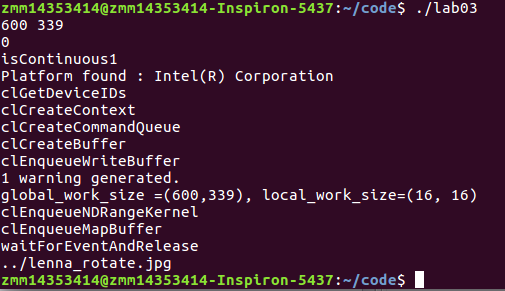 zmm14353414@zmm14353414-Inspiron-5437:~/code$ ./lab03
600 339
0
isContinuous1
Platform found : Intel(R) Corporation
clGetDeviceIDs
clCreateContext
clCreateCommandQueue
clCreateBuffer
clEnqueueWriteBuffer
1 warning generated.
global_work_size =(600,339), local_work_size=(16, 16)
clEnqueueNDRangeKernel
clEnqueueMapBuffer
waitForEventAndRelease
../lenna_rotate.jpg
zmm14353414@zmm14353414-Inspiron-5437:~/code$